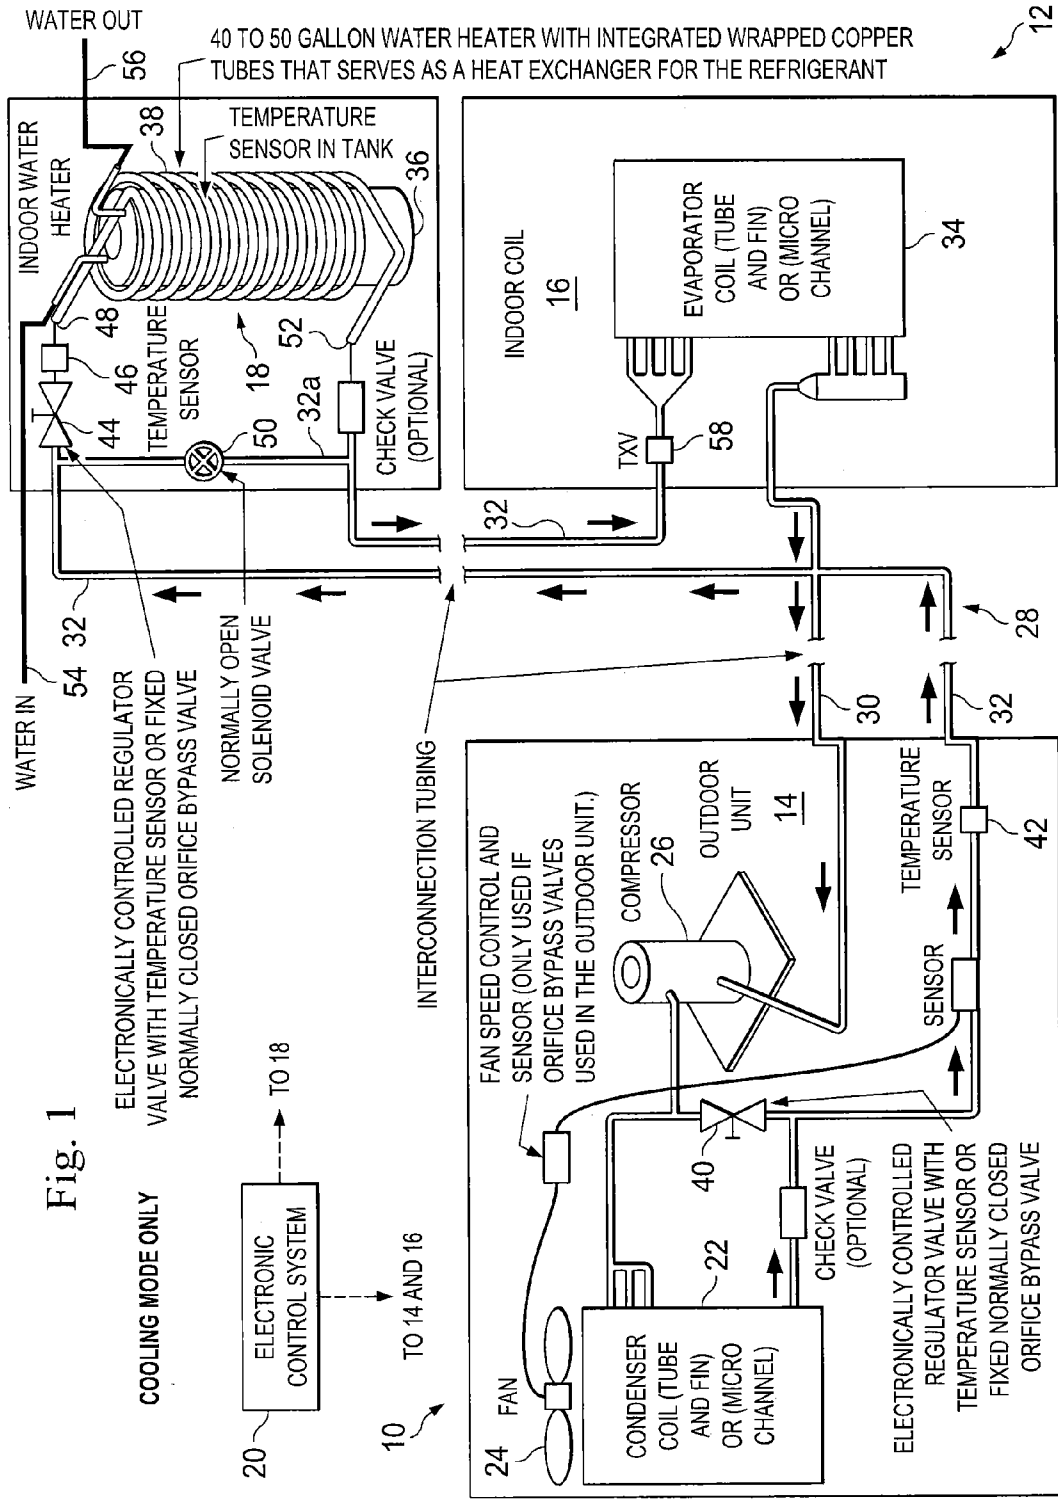 WATER OUT
56
40 TO 50 GALLON WATER HEATER WITH INTEGRATED WRAPPED COPPER
TUBES THAT SERVES AS A HEAT EXCHANGER FOR THE REFRIGERANT
12
INDOOR WATER
HEATER
38
TEMPERATURE
SENSOR IN TANK
36
48
46
44
TEMPERATURE
SENSOR
18
52
50
32a
CHECK VALVE
(OPTIONAL)
INDOOR COIL
16
EVAPORATOR
COIL (TUBE
AND FIN)
OR (MICRO
CHANNEL)
34
TXV
58
32
32
54
WATER IN
28
ELECTRONICALLY CONTROLLED REGULATOR
VALVE WITH TEMPERATURE SENSOR OR FIXED
NORMALLY CLOSED ORIFICE BYPASS VALVE
NORMALLY OPEN
SOLENOID VALVE
INTERCONNECTION TUBING
30
32
Fig. 1
COOLING MODE ONLY
ELECTRONIC
CONTROL SYSTEM
20
TO 18
TO 14 AND 16
10
FAN SPEED CONTROL AND
SENSOR (ONLY USED IF
ORIFICE BYPASS VALVES
USED IN THE OUTDOOR UNIT.)
COMPRESSOR
26
OUTDOOR
UNIT
14
TEMPERATURE
SENSOR
42
SENSOR
FAN
24
CONDENSER
COIL (TUBE
AND FIN)
OR (MICRO
CHANNEL)
22
40
CHECK VALVE
(OPTIONAL)
ELECTRONICALLY CONTROLLED
REGULATOR VALVE WITH
TEMPERATURE SENSOR OR
FIXED NORMALLY CLOSED
ORIFICE BYPASS VALVE